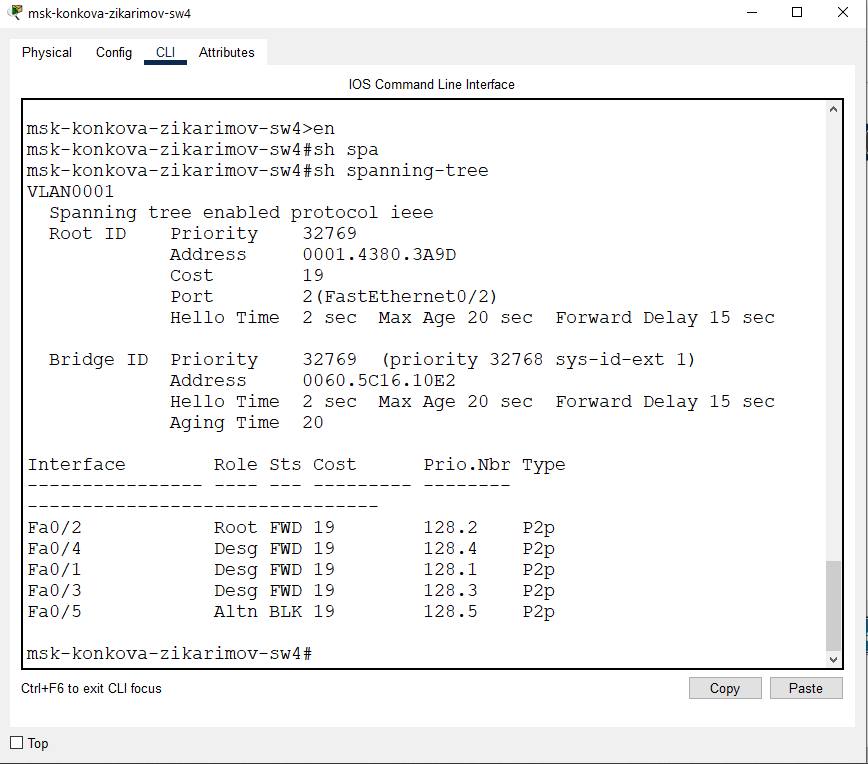 msk-konkova-zikarimov-sw4
Physical Config CLI Attributes
IOS Command Line Interface
msk-konkova-zikarimov-sw4>en
msk-konkova-zikarimov-sw4#sh spa
msk-konkova-zikarimov-sw4#sh spanning-tree
VLAN0001
  Spanning tree enabled protocol ieee
  Root ID    Priority    32769
             Address     0001.4380.3A9D
             Cost        19
             Port        2(FastEthernet0/2)
             Hello Time  2 sec  Max Age 20 sec  Forward Delay 15 sec
  Bridge ID  Priority    32769  (priority 32768 sys-id-ext 1)
             Address     0060.5C16.10E2
             Hello Time  2 sec  Max Age 20 sec  Forward Delay 15 sec
             Aging Time  20
Interface        Role Sts Cost      Prio.Nbr Type
---------------- ---- --- --------- --------
--------------------------------
Fa0/2            Root FWD 19        128.2    P2p
Fa0/4            Desg FWD 19        128.4    P2p
Fa0/1            Desg FWD 19        128.1    P2p
Fa0/3            Desg FWD 19        128.3    P2p
Fa0/5            Altn BLK 19        128.5    P2p
msk-konkova-zikarimov-sw4#
Ctrl+F6 to exit CLI focus Copy Paste
Top